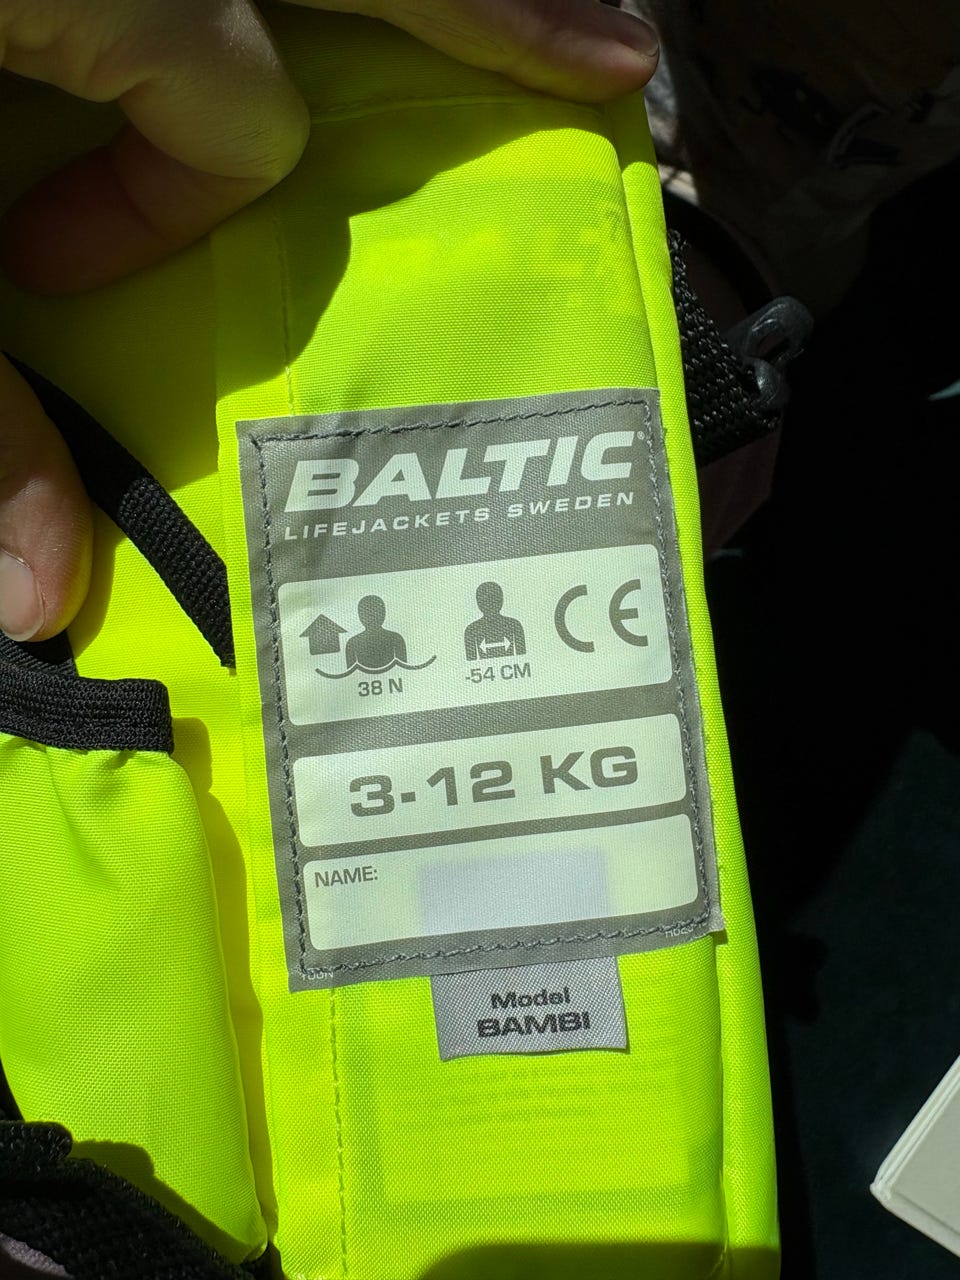 BALTIC®
LIFEJACKETS SWEDEN
38 N
-54 CM
CE
3-12 KG
NAME:
Model
BAMBI